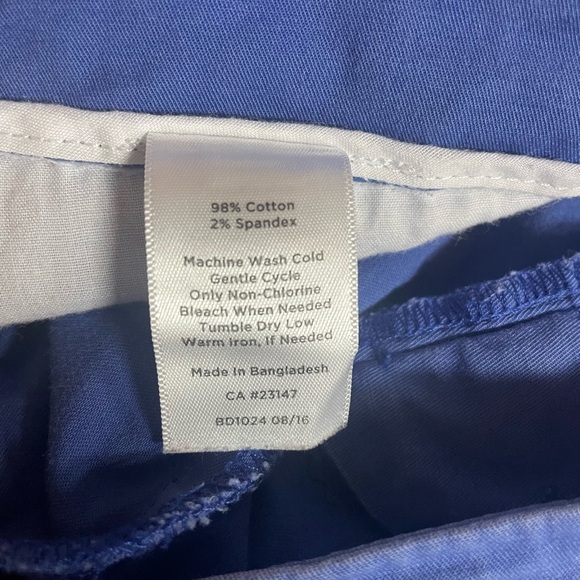 98% Cotton
2% Spandex
Machine Wash Cold
Gentle Cycle
Only Non-Chlorine
Bleach When Needed
Tumble Dry Low
Warm Iron, If Needed
Made in Bangladesh
CA #23147
BD1024 08/16